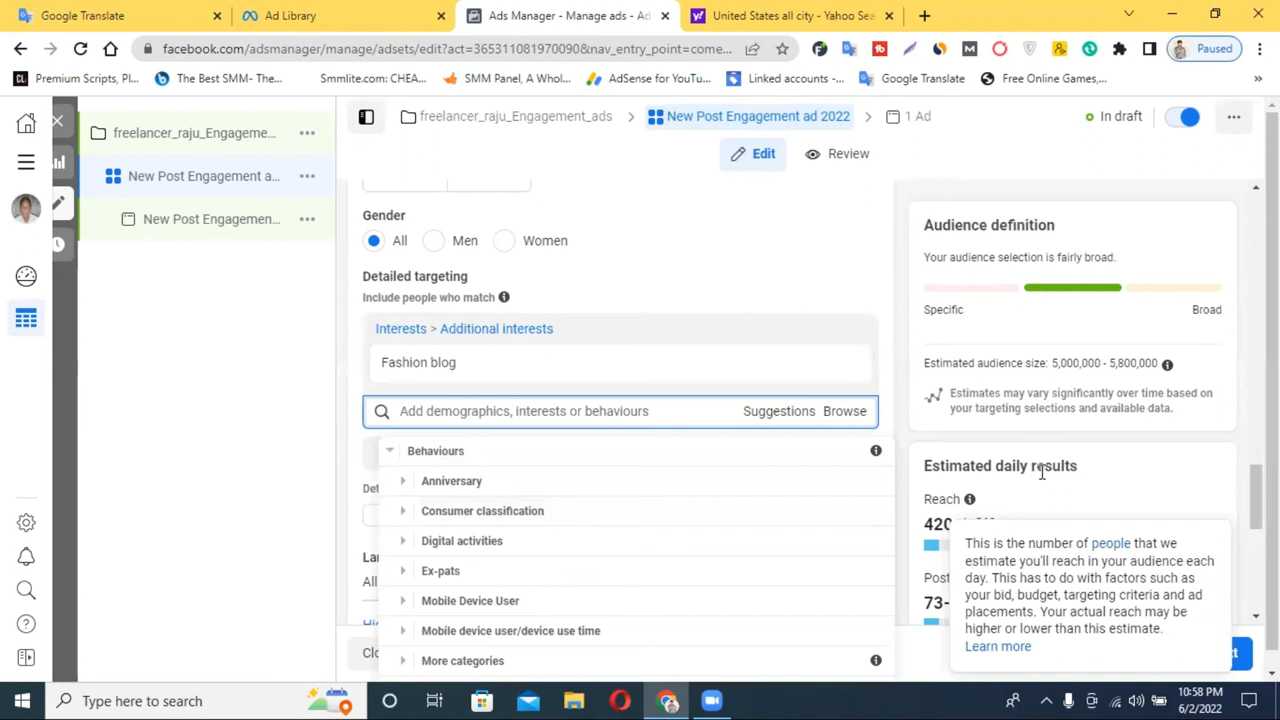 Google Translate
Ad Library
Ads Manager - Manage ads - Ad
United States all city - Yahoo Sea
facebook.com/adsmanager/manage/adsets/edit?act=365311081970090&nav_entry_point=come...
Paused
Premium Scripts, Pl...
The Best SMM- The...
Smmlite.com: CHEA...
SMM Panel, A Whol...
AdSense for YouTu...
Linked accounts -...
Google Translate
Free Online Games,...
freelancer_raju_Engageme...
New Post Engagement a...
New Post Engagemen...
freelancer_raju_Engagement_ads
New Post Engagement ad 2022
1 Ad
In draft
Edit
Review
Gender
All
Men
Women
Detailed targeting
Include people who match
Interests > Additional interests
Fashion blog
Add demographics, interests or behaviours
Suggestions
Browse
Behaviours
Anniversary
Consumer classification
Digital activities
Ex-pats
Mobile Device User
Mobile device user/device use time
More categories
All
Audience definition
Your audience selection is fairly broad.
Specific
Broad
Estimated audience size: 5,000,000 - 5,800,000
Estimates may vary significantly over time based on
your targeting selections and available data.
Estimated daily results
Reach
Post
73-
This is the number of people that we
estimate you'll reach in your audience each
day. This has to do with factors such as
your bid, budget, targeting criteria and ad
placements. Your actual reach may be
higher or lower than this estimate.
Learn more
Type here to search
10:58 PM
6/2/2022